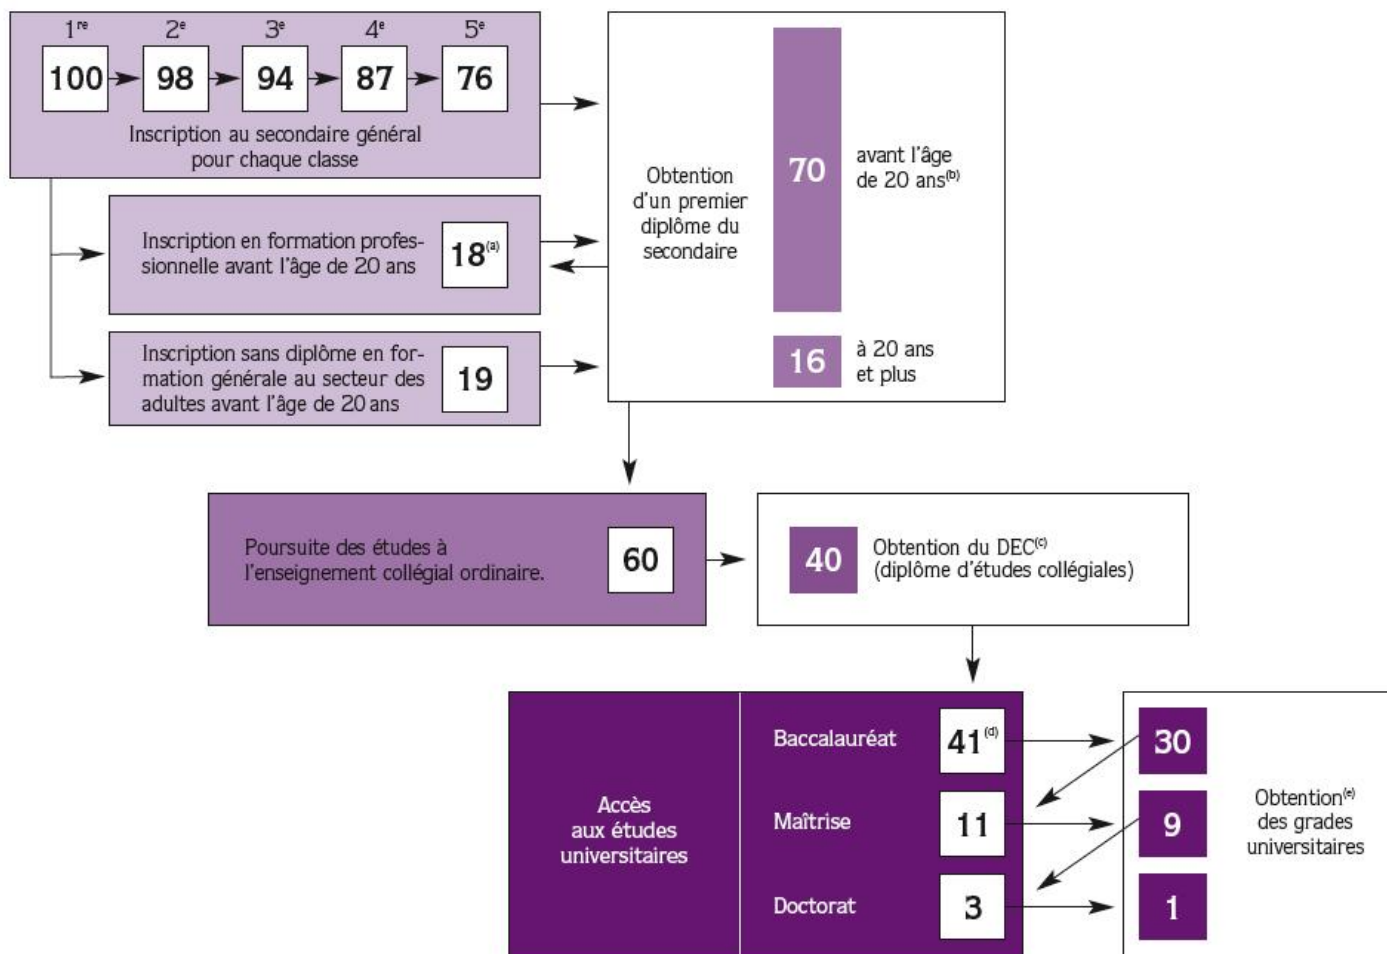 1re 2e 3e 4e 5e
100 98 94 87 76
Inscription au secondaire général
pour chaque classe
Inscription en formation profes-
sionnelle avant l'âge de 20 ans
18(a)
Inscription sans diplôme en for-
mation générale au secteur des
adultes avant l'âge de 20 ans
19
Obtention
d'un premier
diplôme du
secondaire
70
avant l'âge
de 20 ans(b)
16
à 20 ans
et plus
Poursuite des études à
l'enseignement collégial ordinaire.
60
40
Obtention du DEC(c)
(diplôme d'études collégiales)
Accès
aux études
universitaires
Baccalauréat
41(d)
30
Maîtrise
11
9
Doctorat
3
1
Obtention(e)
des grades
universitaires